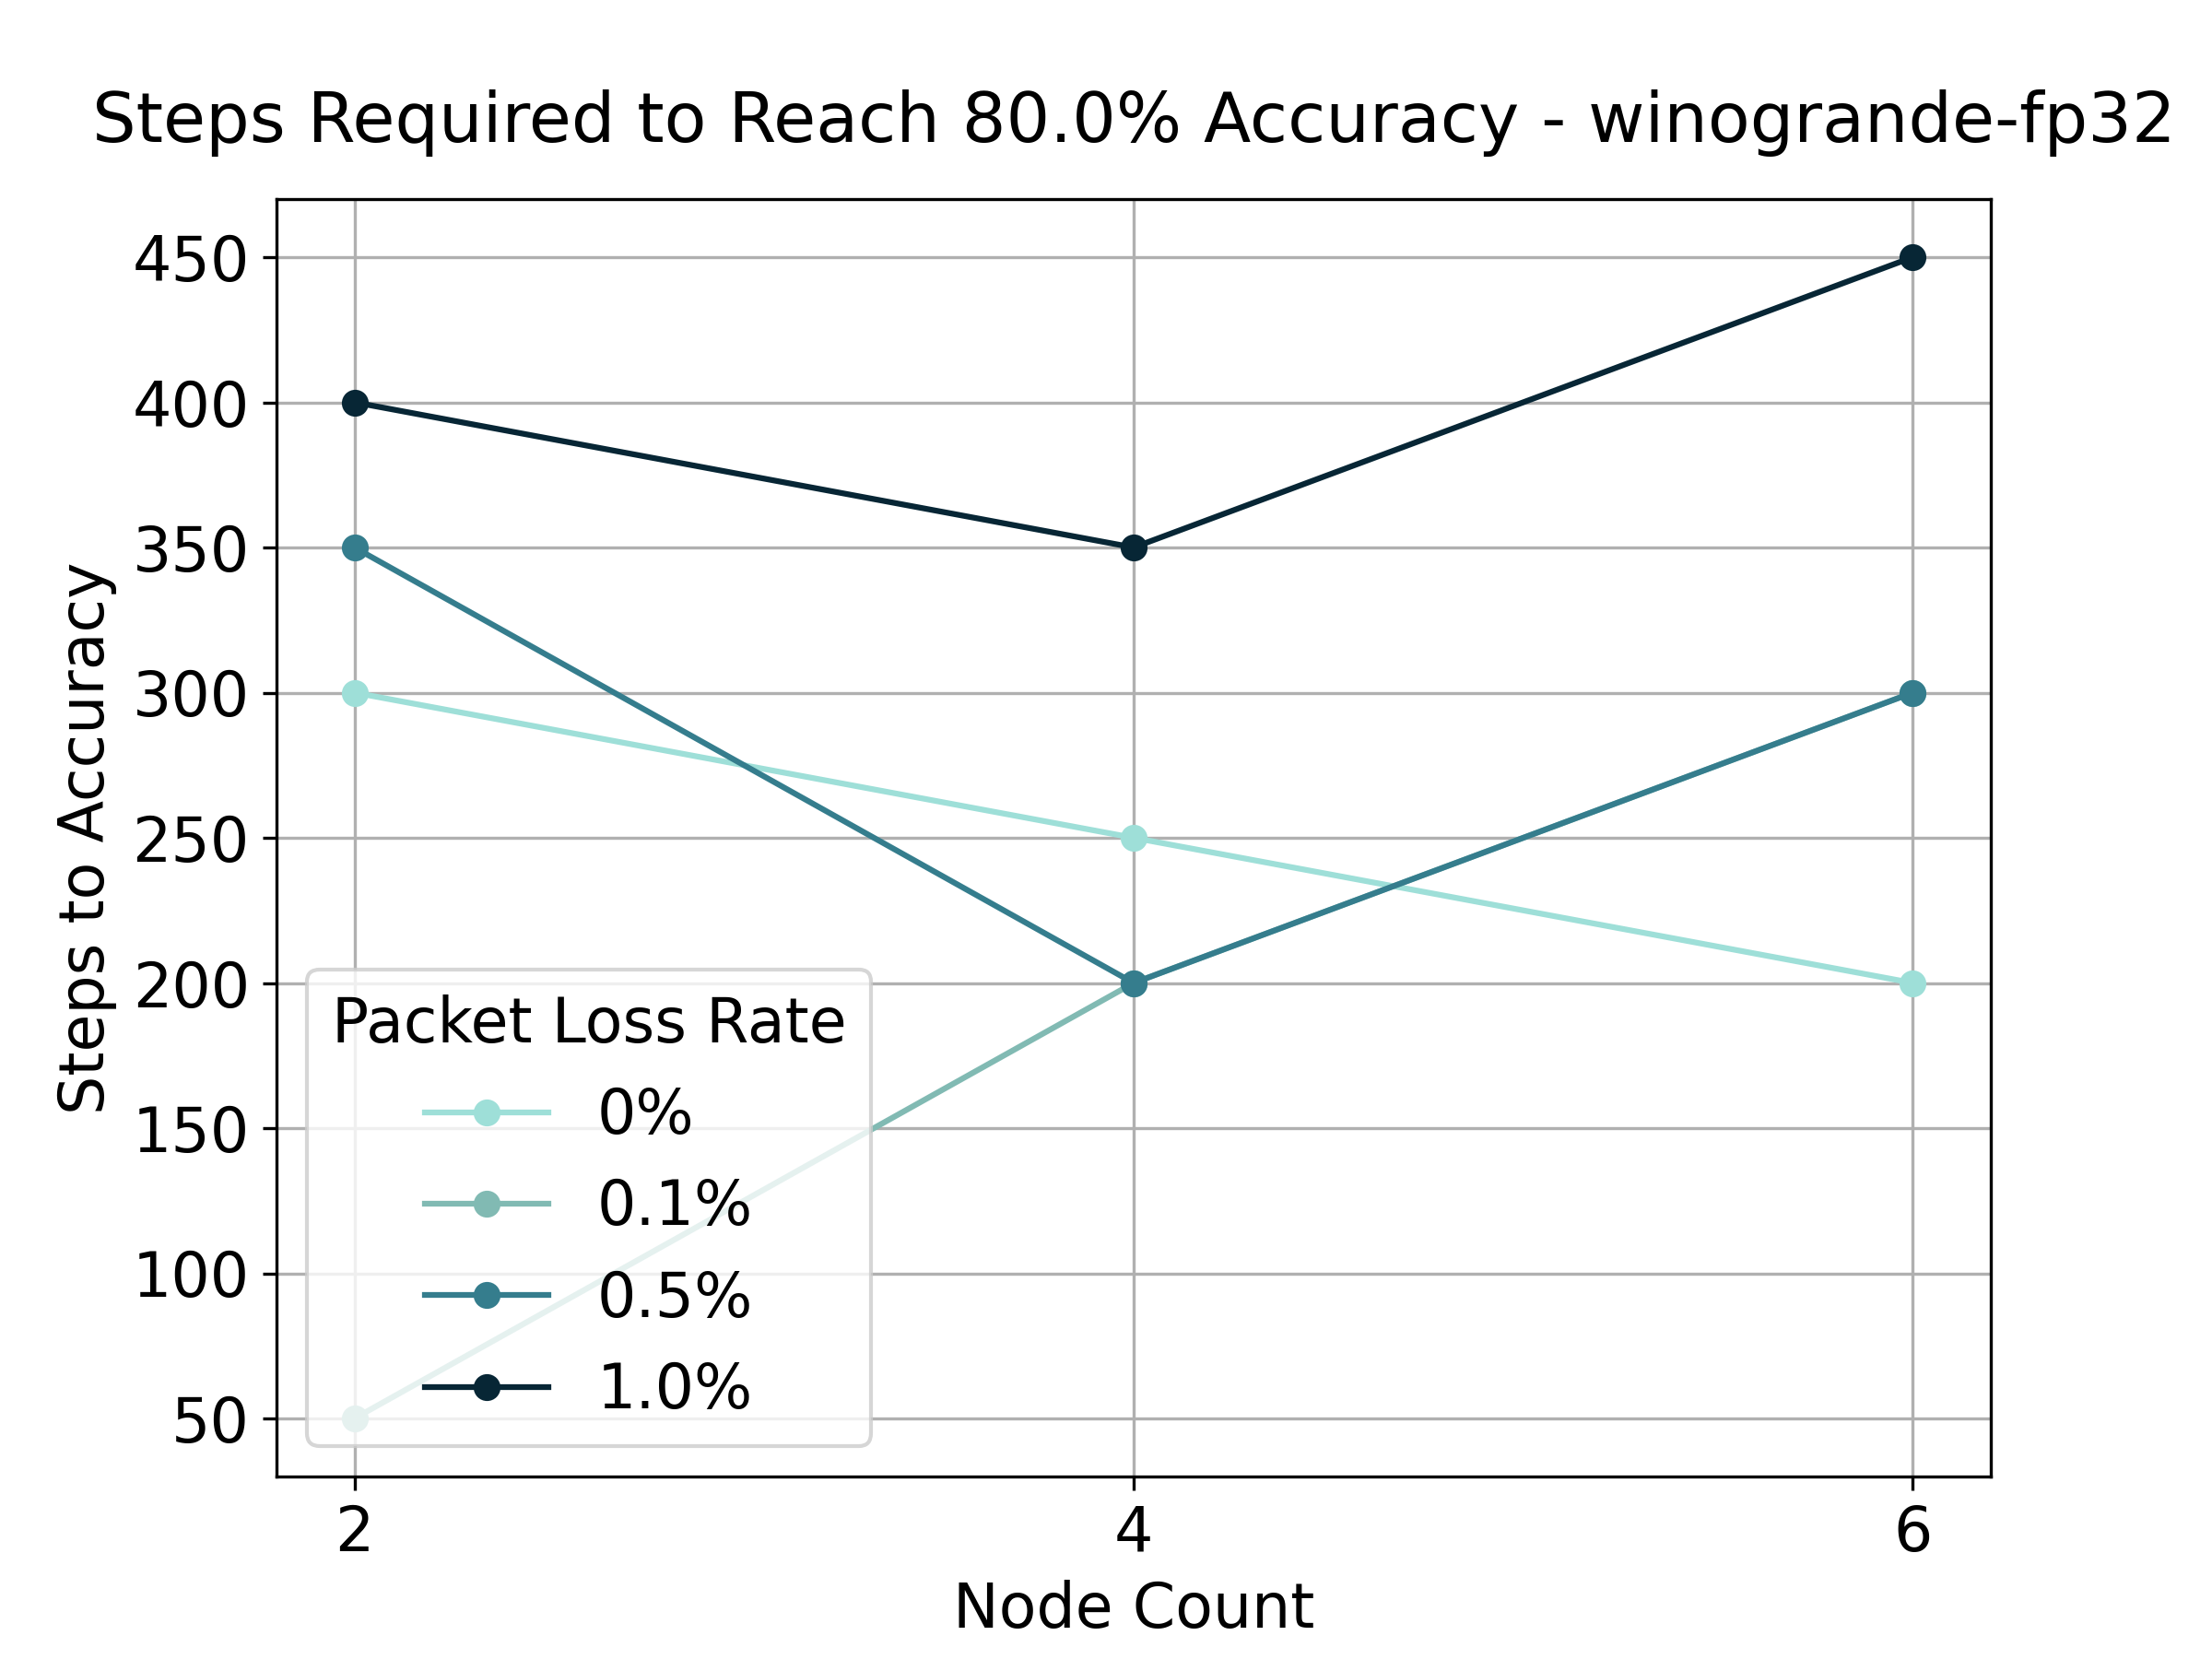 Steps Required to Reach 80.0% Accuracy - winogrande-fp32
450
400
350
300
250
200
150
100
50
Steps to Accuracy
Packet Loss Rate
0%
0.1%
0.5%
1.0%
2 4 6
Node Count